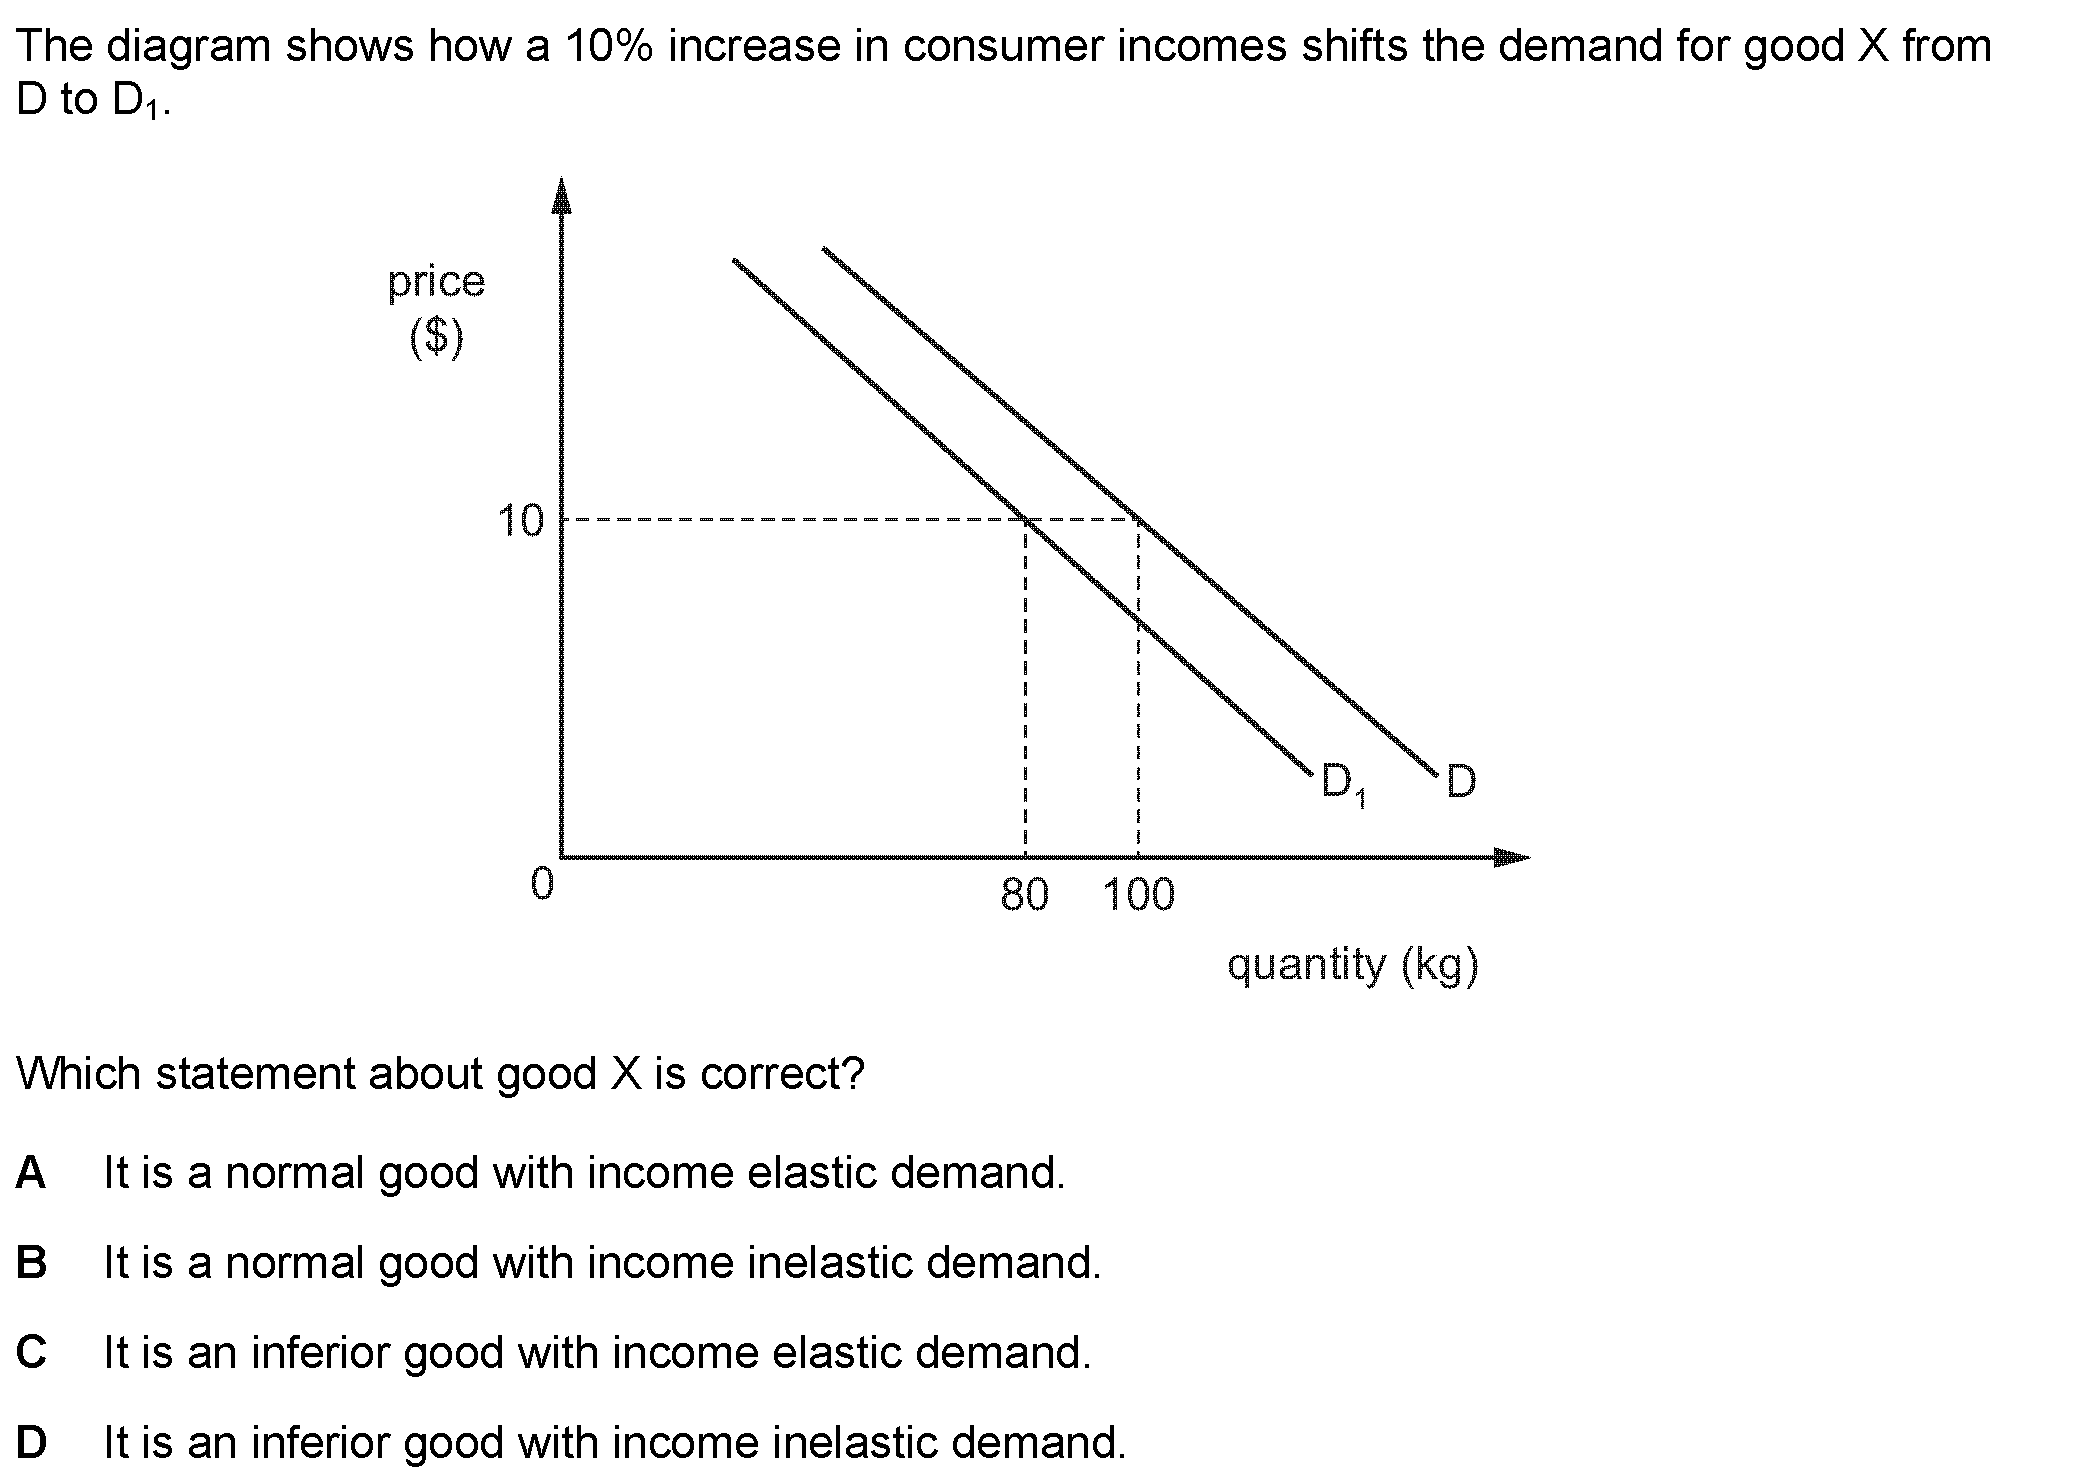 The diagram shows how a 10% increase in consumer incomes shifts the demand for good X from
D to D₁.
price
($)
10
D₁
D
0
80
100
quantity (kg)
Which statement about good X is correct?
A It is a normal good with income elastic demand.
B It is a normal good with income inelastic demand.
C It is an inferior good with income elastic demand.
D It is an inferior good with income inelastic demand.